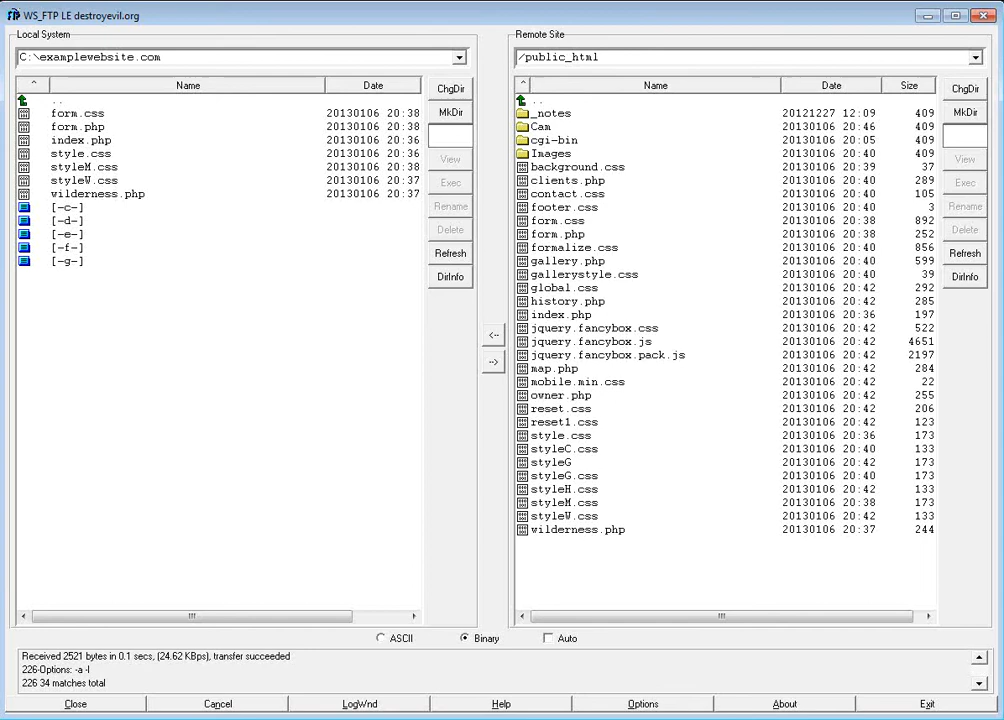 WS_FTP LE destroyevil.org
Local System
C:\examplewebsite.com
^ Name Date
..
form.css 20130106 20:38
form.php 20130106 20:38
index.php 20130106 20:36
style.css 20130106 20:36
styleM.css 20130106 20:38
styleW.css 20130106 20:37
wilderness.php 20130106 20:37
[-c-]
[-d-]
[-e-]
[-f-]
[-g-]
ChgDir
MkDir
View
Exec
Rename
Delete
Refresh
DirInfo
<--
-->
Remote Site
/public_html
^ Name Date Size
..
_notes 20121227 12:09 409
Cam 20130106 20:46 409
cgi-bin 20130106 20:05 409
Images 20130106 20:40 409
background.css 20130106 20:39 37
clients.php 20130106 20:40 289
contact.css 20130106 20:40 105
footer.css 20130106 20:40 3
form.css 20130106 20:38 892
form.php 20130106 20:38 252
formalize.css 20130106 20:40 856
gallery.php 20130106 20:40 599
gallerystyle.css 20130106 20:40 39
global.css 20130106 20:42 292
history.php 20130106 20:42 285
index.php 20130106 20:36 197
jquery.fancybox.css 20130106 20:42 522
jquery.fancybox.js 20130106 20:42 4651
jquery.fancybox.pack.js 20130106 20:42 2197
map.php 20130106 20:42 284
mobile.min.css 20130106 20:42 22
owner.php 20130106 20:42 255
reset.css 20130106 20:42 206
reset1.css 20130106 20:42 123
style.css 20130106 20:36 173
styleC.css 20130106 20:40 133
styleG 20130106 20:42 173
styleG.css 20130106 20:40 173
styleH.css 20130106 20:42 133
styleM.css 20130106 20:38 173
styleW.css 20130106 20:42 133
wilderness.php 20130106 20:37 244
ChgDir
MkDir
View
Exec
Rename
Delete
Refresh
DirInfo
ASCII Binary Auto
Received 2521 bytes in 0.1 secs, (24.62 KBps), transfer succeeded
226-Options: -a -l
226 34 matches total
Close Cancel LogWnd Help Options About Exit